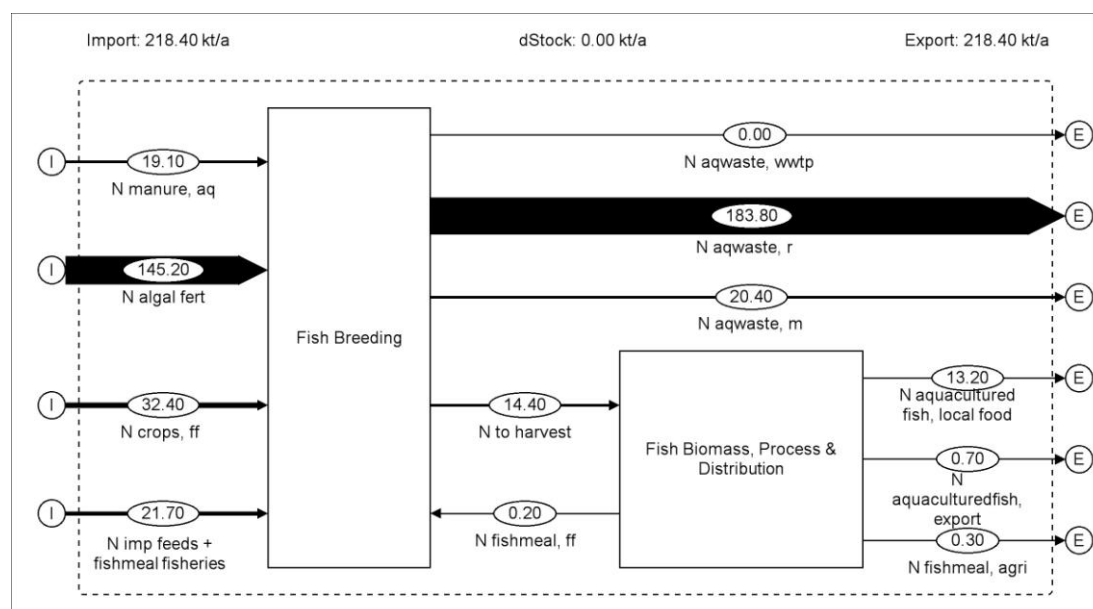 Import: 218.40 kt/a
dStock: 0.00 kt/a
Export: 218.40 kt/a
I
19.10
N manure, aq
I
145.20
N algal fert
I
32.40
N crops, ff
I
21.70
N imp feeds +
fishmeal fisheries
Fish Breeding
0.00
N aqwaste, wwtp
E
183.80
N aqwaste, r
E
20.40
N aqwaste, m
E
14.40
N to harvest
0.20
N fishmeal, ff
Fish Biomass, Process &
Distribution
13.20
N aquacultured
fish, local food
E
0.70
N
aquaculturedfish,
export
E
0.30
N fishmeal, agri
E